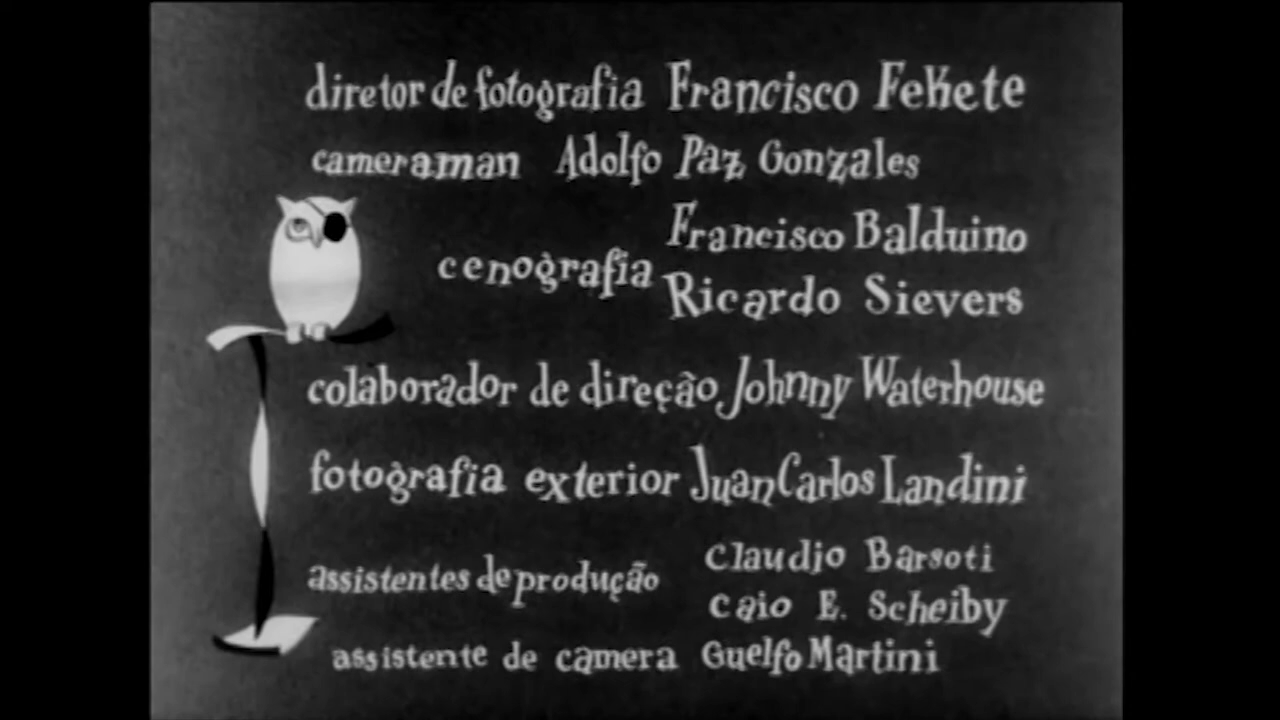 diretor de fotografia Francisco Fekete
cameraman Adolfo Paz Gonzales
cenografia Francisco Balduino
Ricardo Sievers
colaborador de direção Johnny Waterhouse
fotografia exterior Juan Carlos Landini
assistentes de produção Claudio Barsoti
Caio E. Scheiby
assistente de camera Guelfo Martini